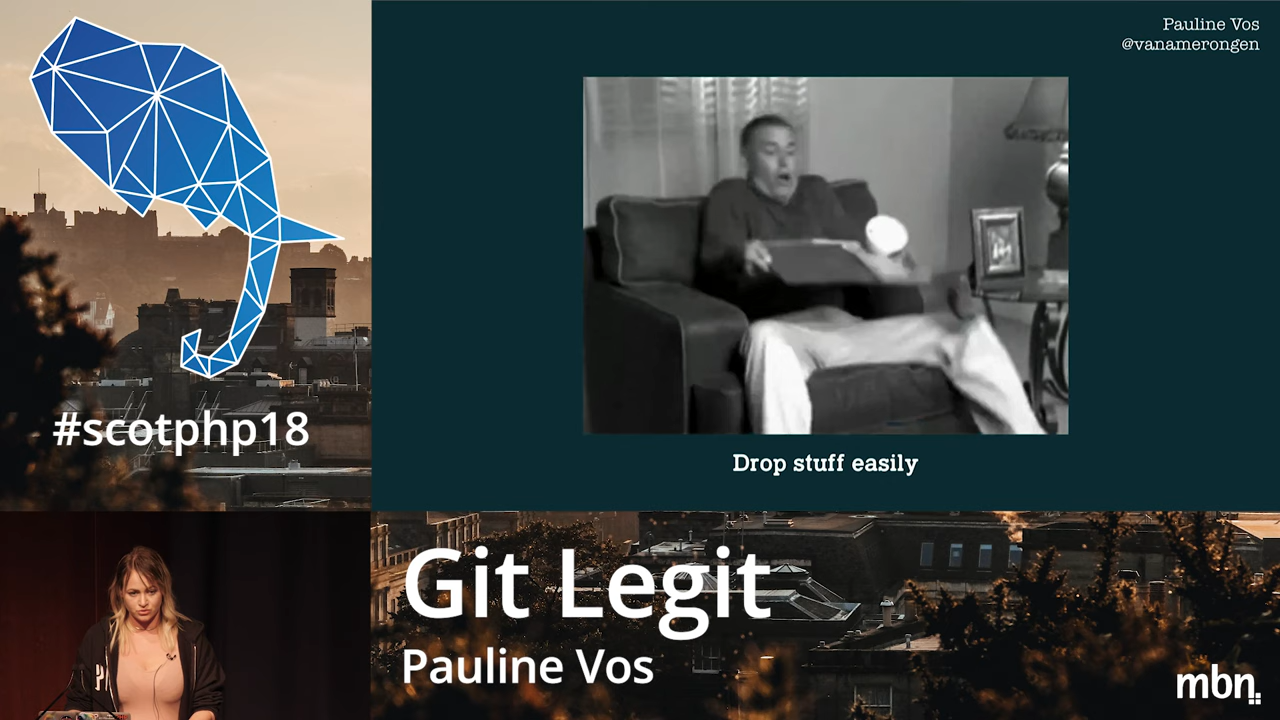 Pauline Vos
@vanamerongen
Drop stuff easily
#scotphp18
Git Legit
Pauline Vos
mbn